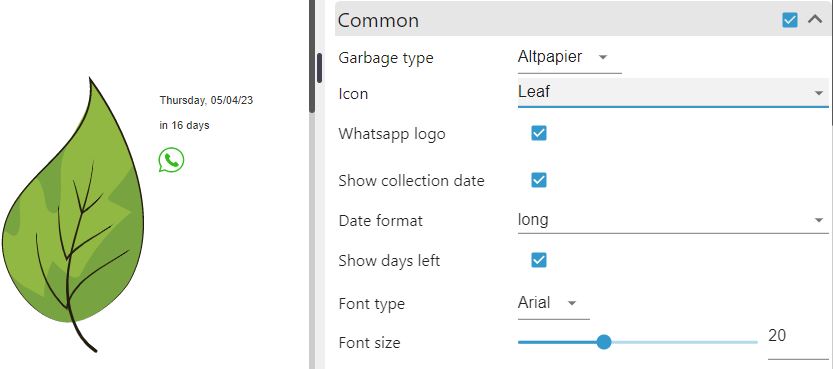 Thursday, 05/04/23
in 16 days
Common
Garbage type Altpapier
Icon Leaf
Whatsapp logo
Show collection date
Date format long
Show days left
Font type Arial
Font size 20